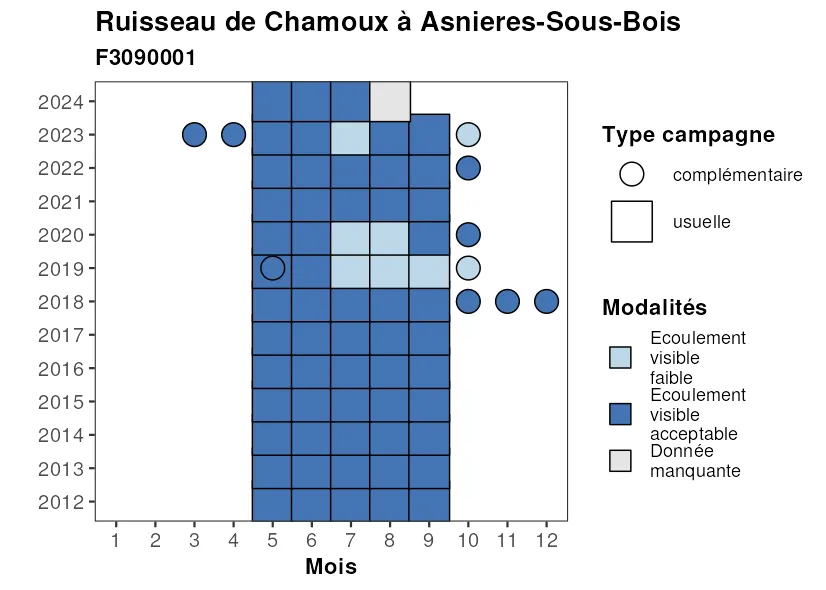 Ruisseau de Chamoux à Asnieres-Sous-Bois
F3090001
2024
2023
2022
2021
2020
2019
2018
2017
2016
2015
2014
2013
2012
1 2 3 4 5 6 7 8 9 10 11 12
Mois
Type campagne
complémentaire
usuelle
Modalités
Ecoulement
visible
faible
Ecoulement
visible
acceptable
Donnée
manquante